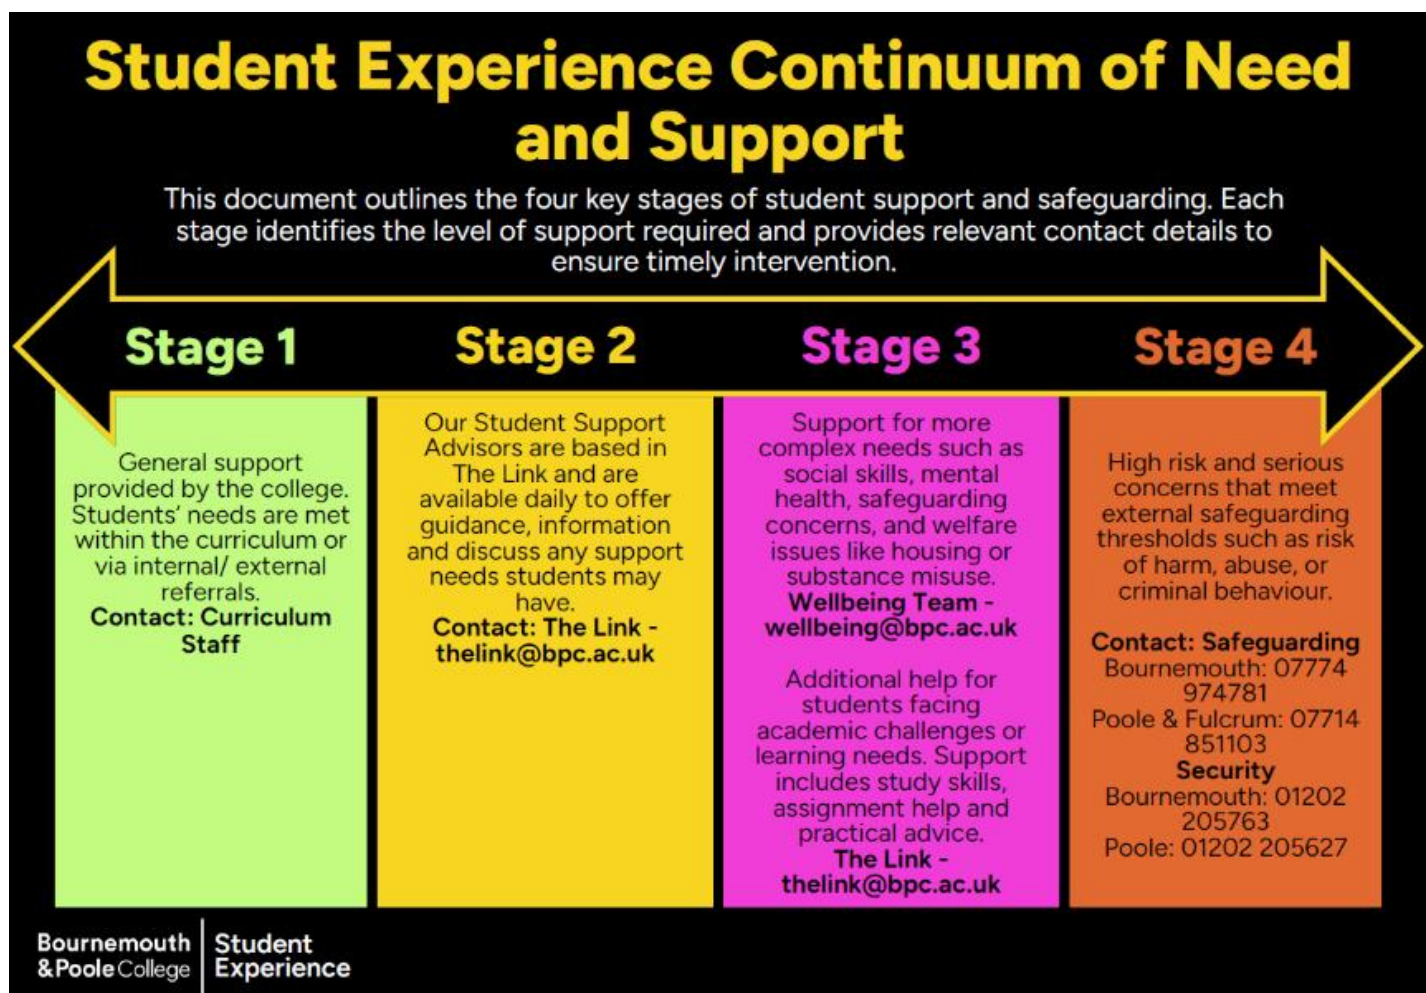 Student Experience Continuum of Need
and Support
This document outlines the four key stages of student support and safeguarding. Each
stage identifies the level of support required and provides relevant contact details to
ensure timely intervention.
Stage 1
General support
provided by the college.
Students' needs are met
within the curriculum or
via internal/ external
referrals.
Contact: Curriculum
Staff
Stage 2
Our Student Support
Advisors are based in
The Link and are
available daily to offer
guidance, information
and discuss any support
needs students may
have.
Contact: The Link -
thelink@bpc.ac.uk
Stage 3
Support for more
complex needs such as
social skills, mental
health, safeguarding
concerns, and welfare
issues like housing or
substance misuse.
Wellbeing Team -
wellbeing@bpc.ac.uk
Additional help for
students facing
academic challenges or
learning needs. Support
includes study skills,
assignment help and
practical advice.
The Link -
thelink@bpc.ac.uk
Stage 4
High risk and serious
concerns that meet
external safeguarding
thresholds such as risk
of harm, abuse, or
criminal behaviour.
Contact: Safeguarding
Bournemouth: 07774
974781
Poole & Fulcrum: 07714
851103
Security
Bournemouth: 01202
205763
Poole: 01202 205627
Bournemouth
&Poole College
Student
Experience